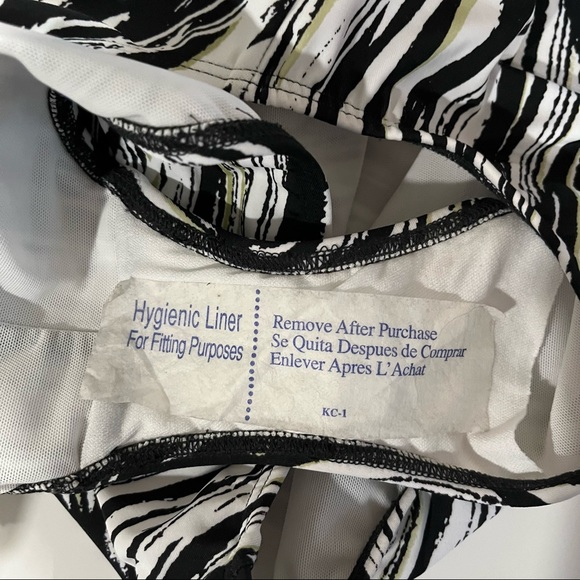 Hygienic Liner
For Fitting Purposes
Remove After Purchase
Se Quita Despues de Comprar
Enlever Apres L'Achat
KC-1